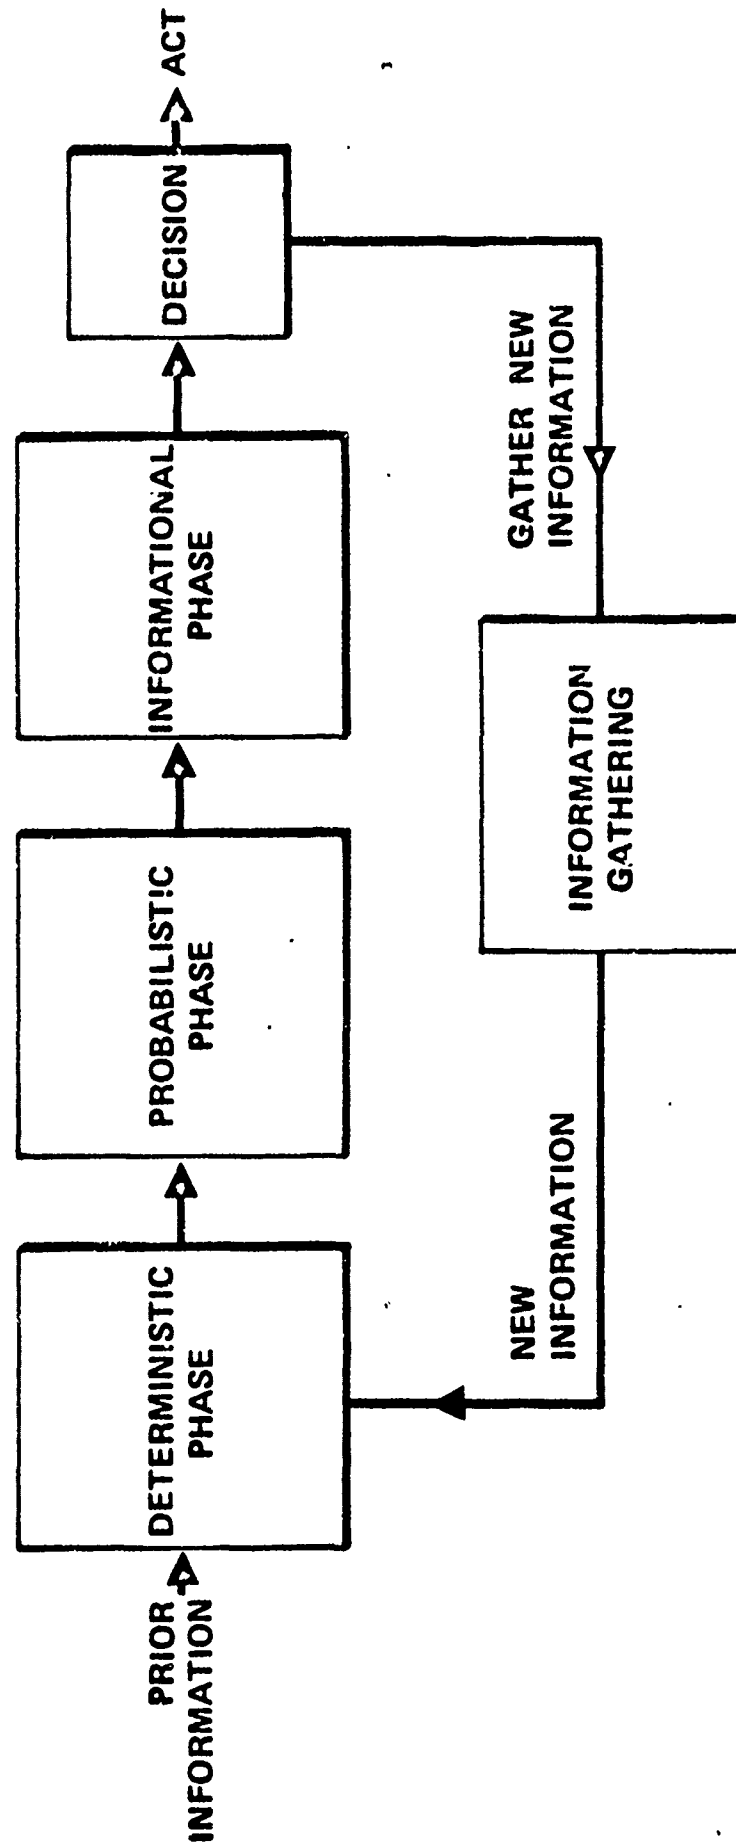 PRIOR
INFORMATION
DETERMINISTIC
PHASE
PROBABILISTIC
PHASE
INFORMATIONAL
PHASE
DECISION
ACT
NEW
INFORMATION
INFORMATION
GATHERING
GATHER NEW
INFORMATION